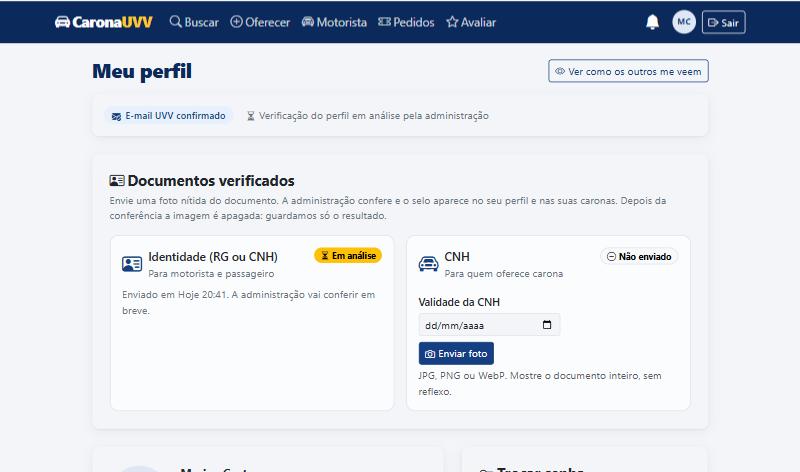 CaronaUVV Buscar Oferecer Motorista Pedidos Avaliar MC Sair
Meu perfil
Ver como os outros me veem
E-mail UVV confirmado Verificação do perfil em análise pela administração
Documentos verificados
Envie uma foto nítida do documento. A administração confere e o selo aparece no seu perfil e nas suas caronas. Depois da
conferência a imagem é apagada: guardamos só o resultado.
Identidade (RG ou CNH) Em análise
Para motorista e passageiro
Enviado em Hoje 20:41. A administração vai conferir em
breve.
CNH Não enviado
Para quem oferece carona
Validade da CNH
dd/mm/aaaa
Enviar foto
JPG, PNG ou WebP. Mostre o documento inteiro, sem
reflexo.
Trocar senha